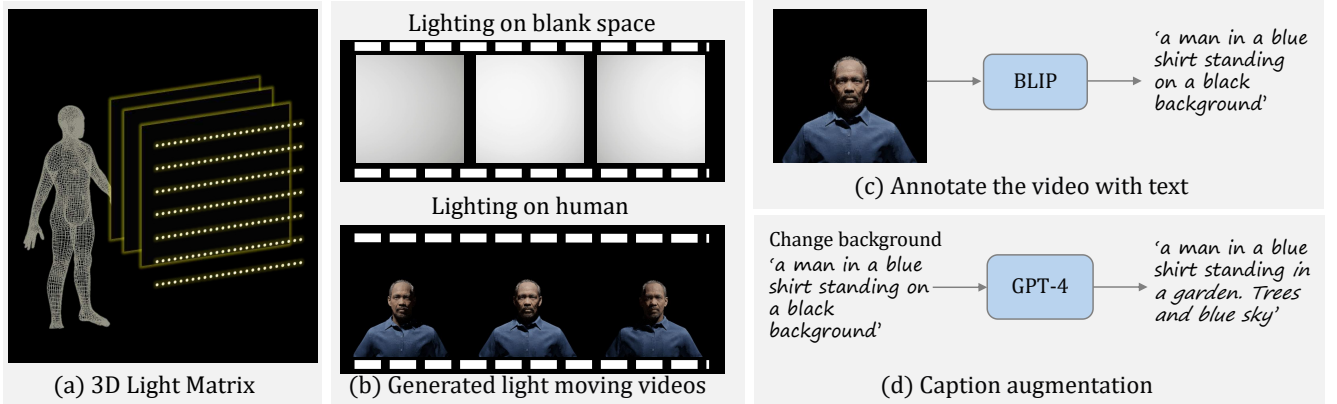 (a) 3D Light Matrix
Lighting on blank space
Lighting on human
(b) Generated light moving videos
BLIP
‘a man in a blue
shirt standing
on a black
background’
(c) Annotate the video with text
Change background
‘a man in a blue
shirt standing on
a black
background’
GPT-4
‘a man in a blue
shirt standing in
a garden. Trees
and blue sky’
(d) Caption augmentation